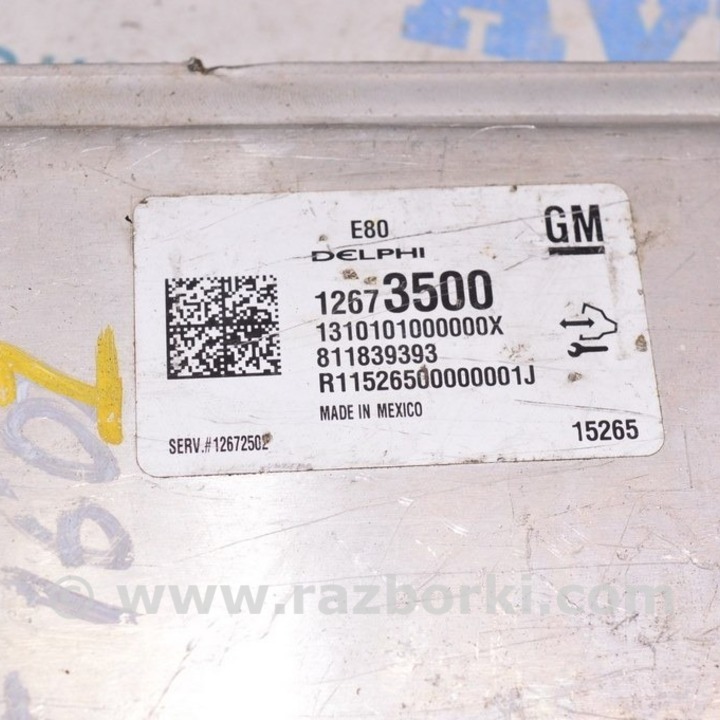 E80
GM
DELPHI
12673500
1310101000000X
811839393
R11526500000001J
MADE IN MEXICO
SERV.#12672502
15265
© www.razborki.com